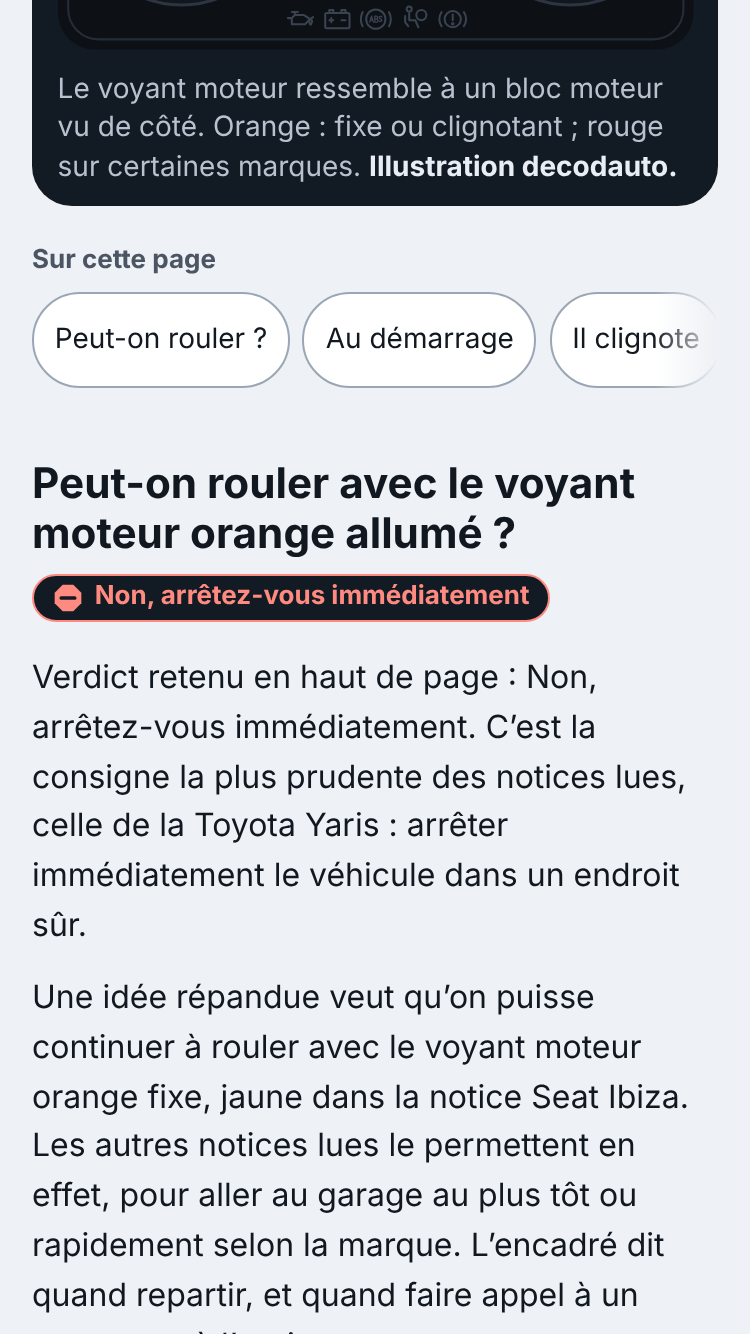 ABS
Le voyant moteur ressemble à un bloc moteur
vu de côté. Orange : fixe ou clignotant ; rouge
sur certaines marques. Illustration decodauto.
Sur cette page
Peut-on rouler ?
Au démarrage
Il clignote
Peut-on rouler avec le voyant
moteur orange allumé ?
Non, arrêtez-vous immédiatement
Verdict retenu en haut de page : Non,
arrêtez-vous immédiatement. C’est la
consigne la plus prudente des notices lues,
celle de la Toyota Yaris : arrêter
immédiatement le véhicule dans un endroit
sûr.
Une idée répandue veut qu’on puisse
continuer à rouler avec le voyant moteur
orange fixe, jaune dans la notice Seat Ibiza.
Les autres notices lues le permettent en
effet, pour aller au garage au plus tôt ou
rapidement selon la marque. L’encadré dit
quand repartir, et quand faire appel à un